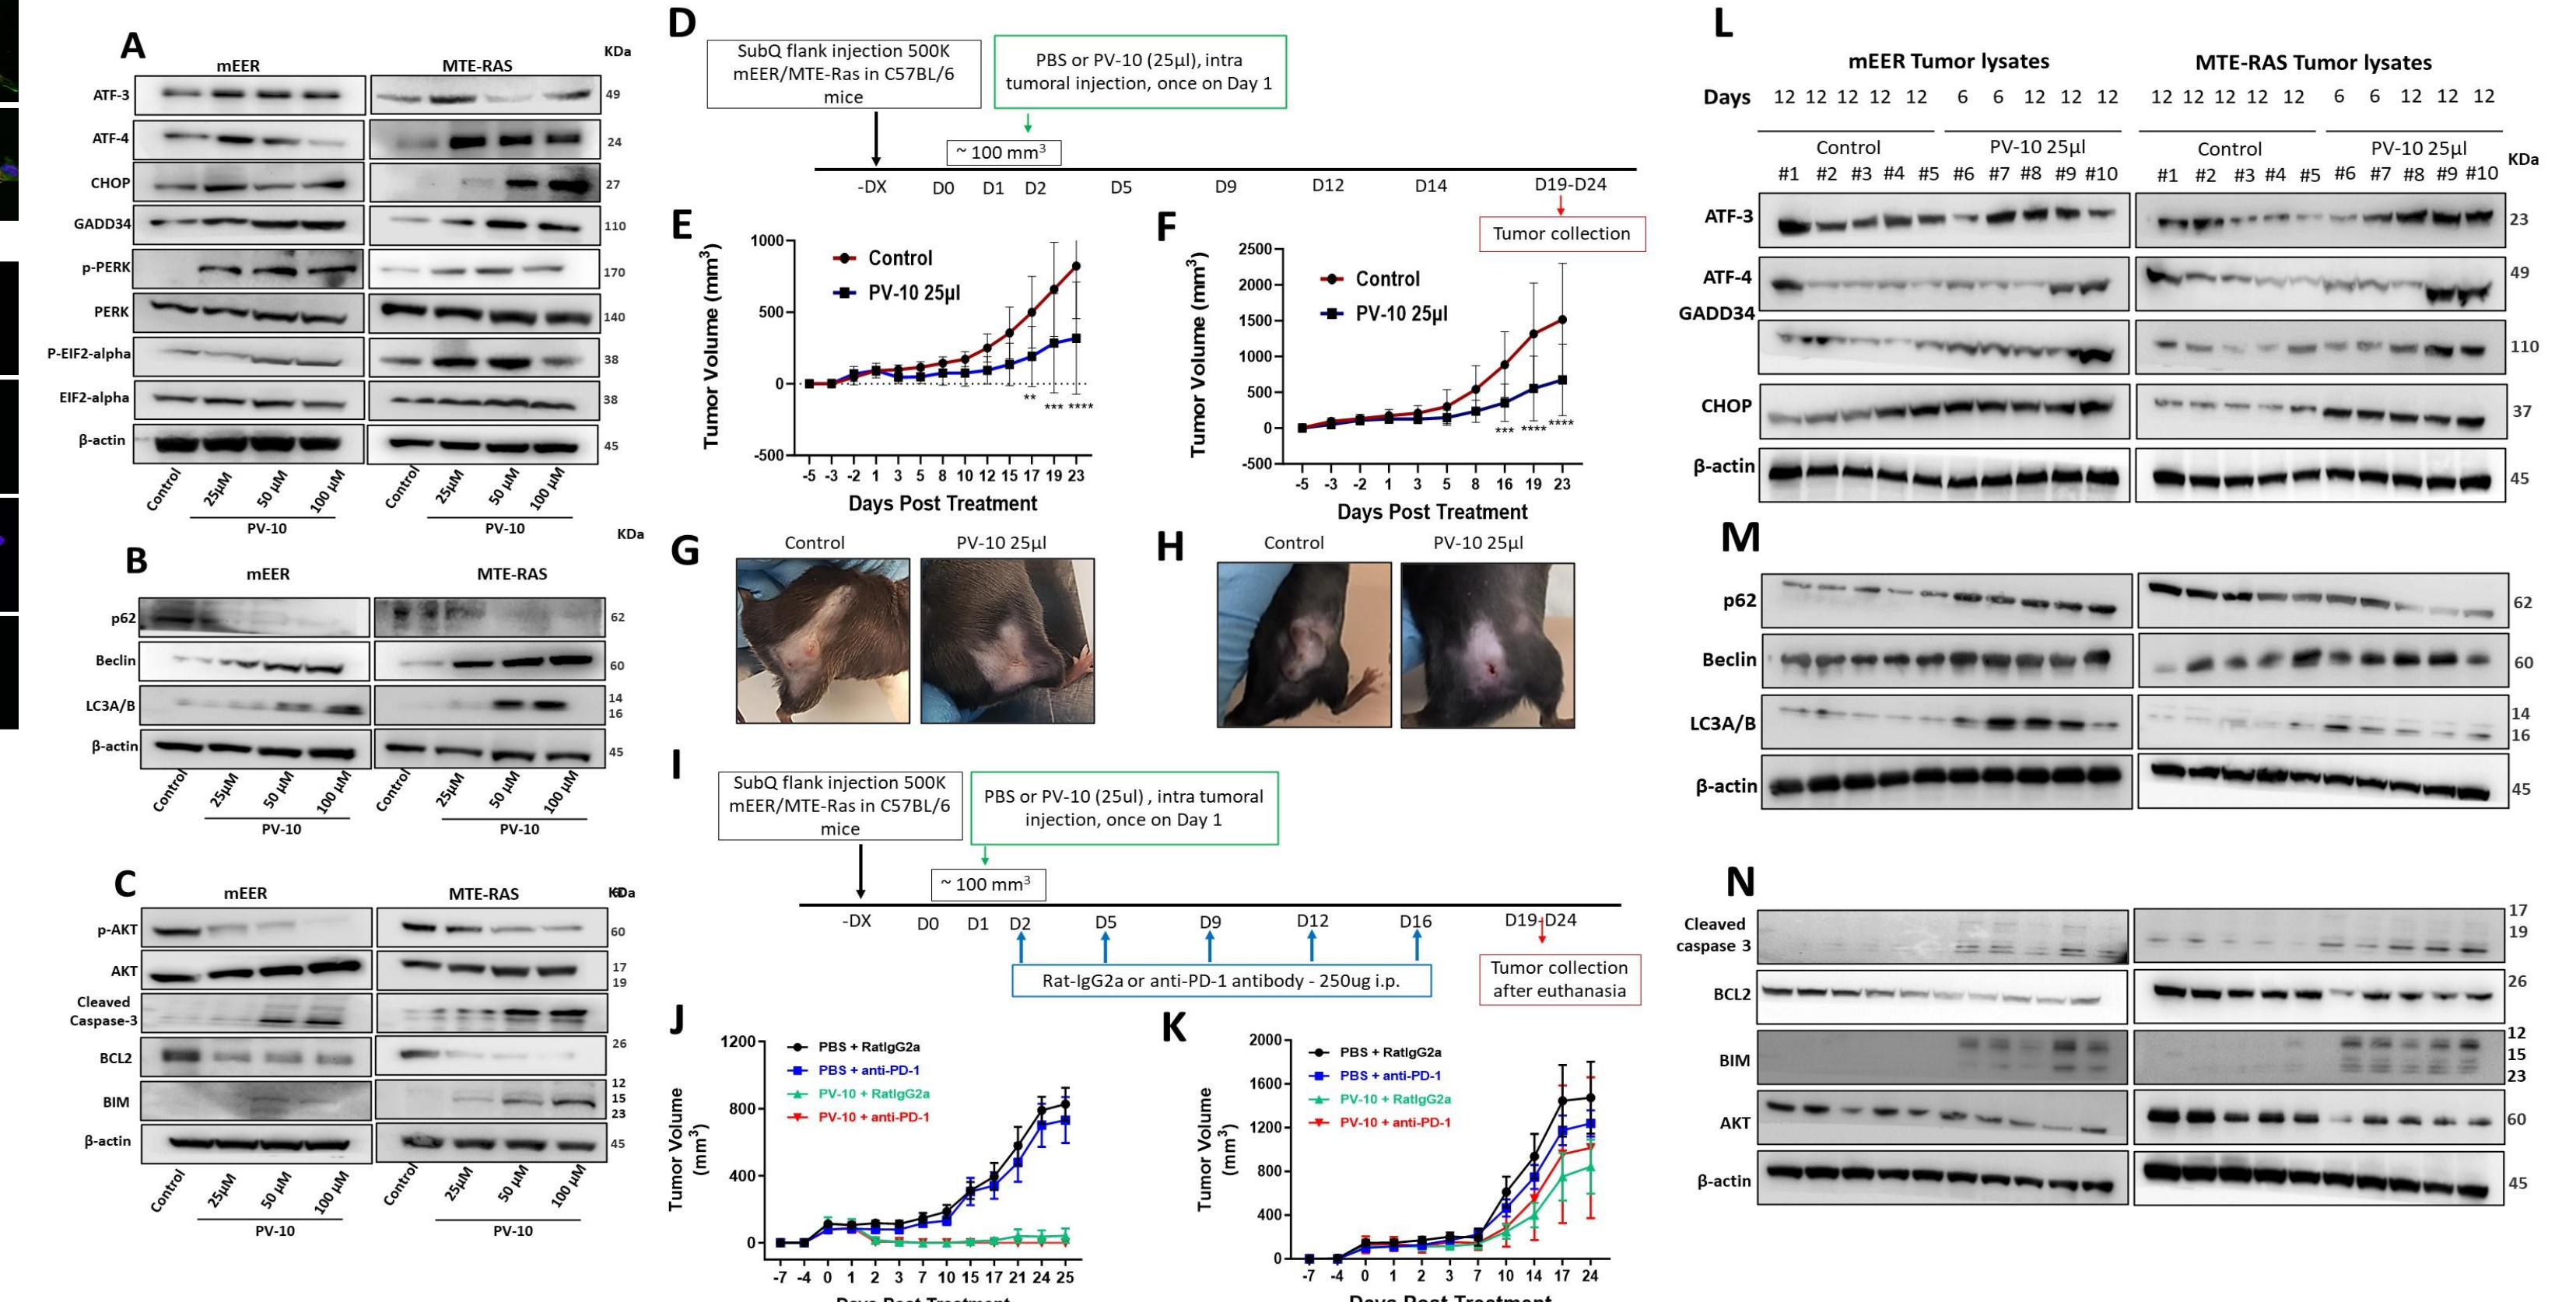 A
KDa
mEER MTE-RAS
ATF-3 49
ATF-4 24
CHOP 27
GADD34 110
p-PERK 170
PERK 140
P-EIF2-alpha 38
EIF2-alpha 38
β-actin 45
Control 25µM 50 µM 100 µM Control 25µM 50 µM 100 µM
PV-10 PV-10
KDa
B
mEER MTE-RAS
p62 62
Beclin 60
LC3A/B 14
16
β-actin 45
Control 25µM 50 µM 100 µM Control 25µM 50 µM 100 µM
PV-10 PV-10
C
mEER MTE-RAS
p-AKT 60
AKT 17
19
Cleaved
Caspase-3
BCL2 26
BIM 12
15
23
β-actin 45
Control 25µM 50 µM 100 µM Control 25µM 50 µM 100 µM
PV-10 PV-10
D
SubQ flank injection 500K
mEER/MTE-Ras in C57BL/6
mice
PBS or PV-10 (25µl), intra
tumoral injection, once on Day 1
~ 100 mm3
-DX D0 D1 D2 D5 D9 D12 D14 D19-D24
Tumor collection
E
Tumor Volume (mm3)
1000
500
0
-500
Control
PV-10 25µl
** *** ****
-5 -3 -2 1 3 5 8 10 12 15 17 19 23
Days Post Treatment
F
Tumor Volume (mm3)
2500
2000
1500
1000
500
0
-500
Control
PV-10 25µl
*** **** ****
-5 -3 -2 1 3 5 8 16 19 23
Days Post Treatment
G
Control PV-10 25µl
H
Control PV-10 25µl
I
SubQ flank injection 500K
mEER/MTE-Ras in C57BL/6
mice
PBS or PV-10 (25ul) , intra tumoral
injection, once on Day 1
~ 100 mm3
-DX D0 D1 D2 D5 D9 D12 D16 D19-D24
Rat-IgG2a or anti-PD-1 antibody - 250ug i.p.
Tumor collection
after euthanasia
J
Tumor Volume
(mm3)
1200
800
400
0
PBS + RatIgG2a
PBS + anti-PD-1
PV-10 + RatIgG2a
PV-10 + anti-PD-1
-7 -4 0 1 2 3 7 10 15 17 21 24 25
Days Post Treatment
K
Tumor Volume
(mm3)
2000
1600
1200
800
400
0
PBS + RatIgG2a
PBS + anti-PD-1
PV-10 + RatIgG2a
PV-10 + anti-PD-1
-7 -4 0 1 2 3 7 10 14 17 24
Days Post Treatment
L
mEER Tumor lysates MTE-RAS Tumor lysates
Days 12 12 12 12 12 6 6 12 12 12 12 12 12 12 12 6 6 12 12 12
Control PV-10 25µl Control PV-10 25µl
KDa
#1 #2 #3 #4 #5 #6 #7 #8 #9 #10 #1 #2 #3 #4 #5 #6 #7 #8 #9 #10
ATF-3 23
ATF-4 49
GADD34 110
CHOP 37
β-actin 45
M
p62 62
Beclin 60
LC3A/B 14
16
β-actin 45
N
Cleaved
caspase 3
17
19
BCL2 26
BIM 12
15
23
AKT 60
β-actin 45